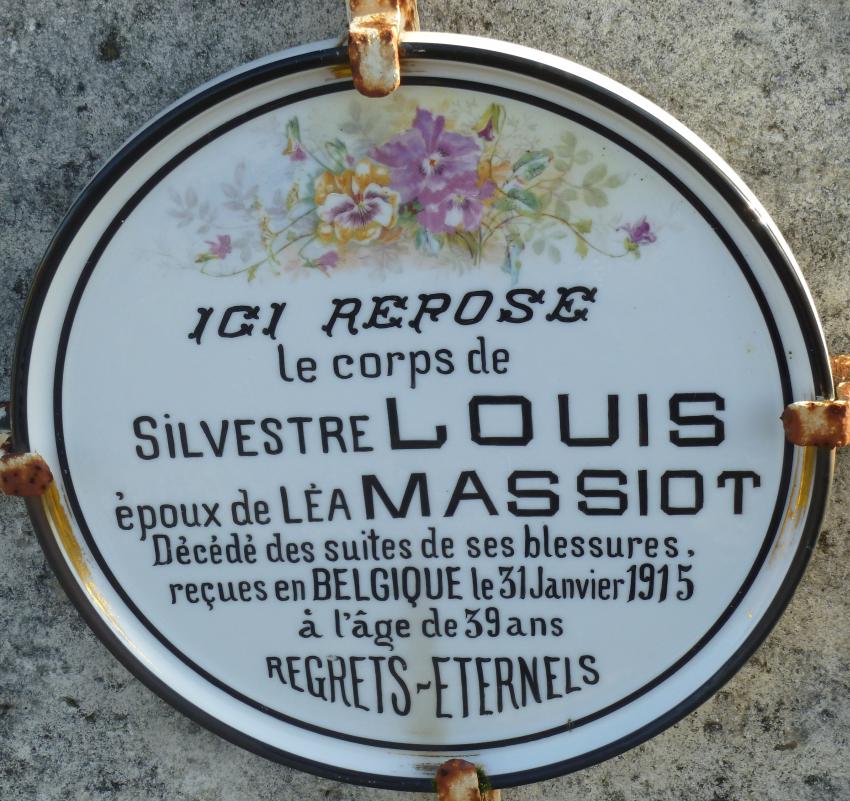 ICI REPOSE
le corps de
SiLVESTRE LOUIS
époux de LÉA MASSIOT
Décédé des suites de ses blessures,
reçues en BELGIQUE le 31 Janvier 1915
à l'âge de 39 ans
REGRETS-ETERNELS